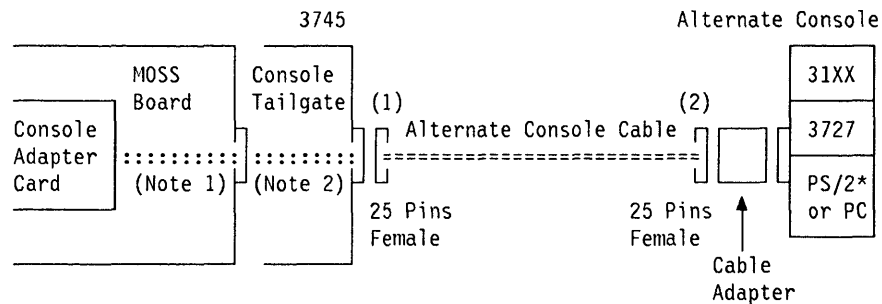 3745 Alternate Console
MOSS Board
Console Tailgate
(1)
(2)
31XX
Console Adapter Card
Alternate Console Cable
3727
(Note 1)
(Note 2)
PS/2* or PC
25 Pins Female
25 Pins Female
Cable Adapter